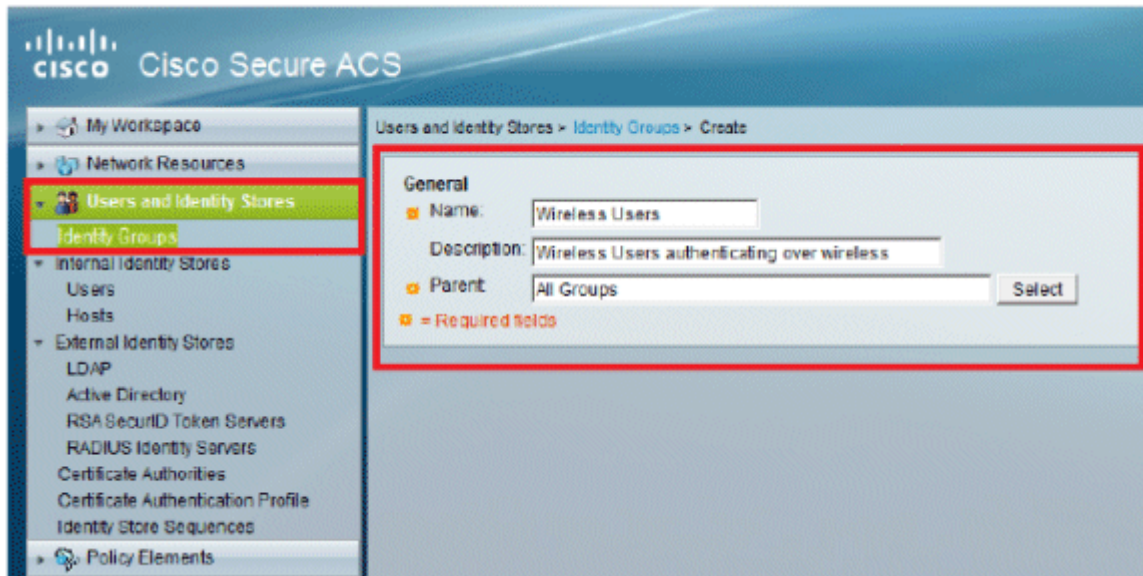 CISCO Cisco Secure ACS
My Workspace
Network Resources
Users and Identity Stores
Identity Groups
Internal Identity Stores
Users
Hosts
External Identity Stores
LDAP
Active Directory
RSA SecurID Token Servers
RADIUS Identity Servers
Certificate Authorities
Certificate Authentication Profile
Identity Store Sequences
Policy Elements
Users and Identity Stores > Identity Groups > Create
General
Name: Wireless Users
Description: Wireless Users authenticating over wireless
Parent: All Groups Select
= Required fields